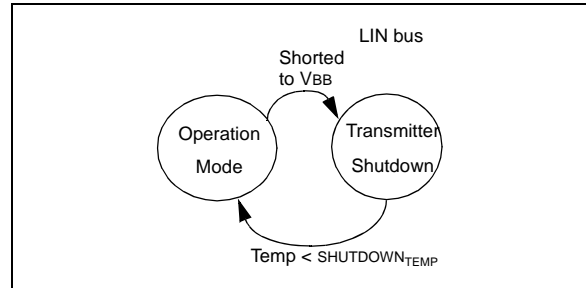 LIN bus
Shorted
to VBB
Operation
Mode
Transmitter
Shutdown
Temp < SHUTDOWNTEMP